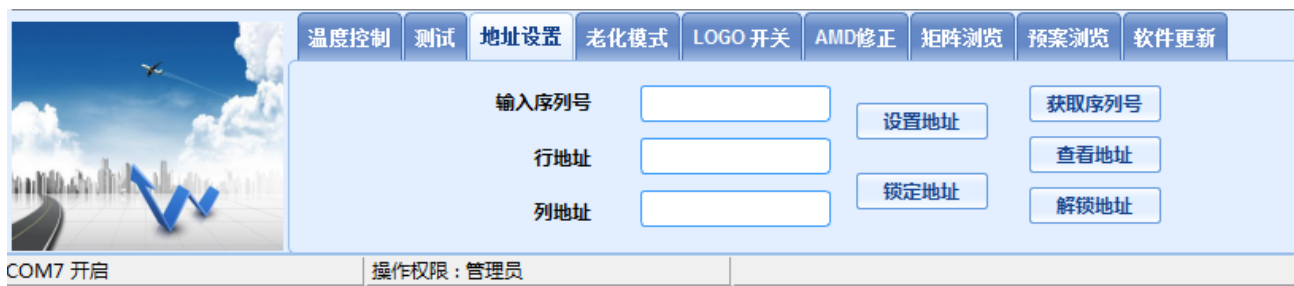 温度控制 测试 地址设置 老化模式 LOGO 开关 AMD修正 矩阵浏览 预案浏览 软件更新
输入序列号 设置地址 获取序列号
行地址 查看地址
列地址 锁定地址 解锁地址
COM7 开启 操作权限：管理员